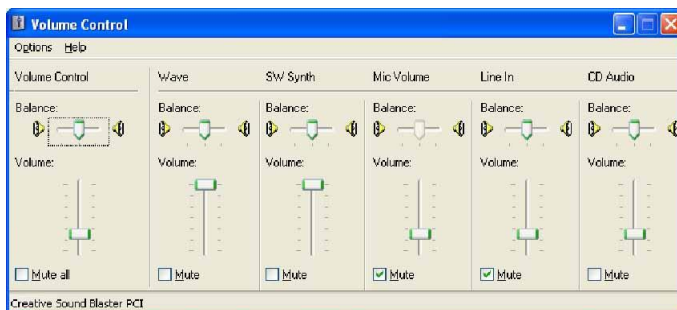 Volume Control
Options Help
Volume Control Wave SW Synth Mic Volume Line In CD Audio
Balance: Balance: Balance: Balance: Balance: Balance:
Volume: Volume: Volume: Volume: Volume: Volume:
Mute all Mute Mute Mute Mute Mute
Creative Sound Blaster PCI